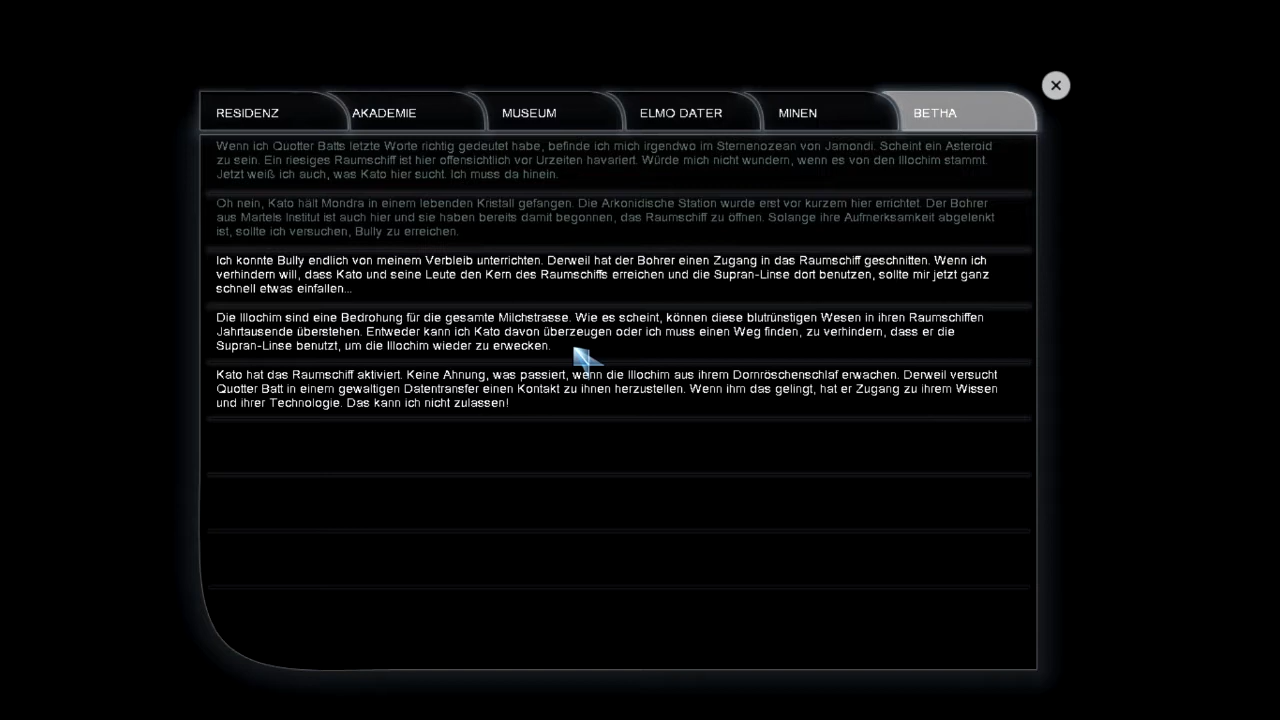 RESIDENZ AKADEMIE MUSEUM ELMO DATER MINEN BETHA
Wenn ich Quotter Batts letzte Worte richtig gedeutet habe, befinde ich mich irgendwo im Sternenozean von Jamondi. Scheint ein Asteroid
zu sein. Ein riesiges Raumschiff ist hier offensichtlich vor Urzeiten havariert. Würde mich nicht wundern, wenn es von den Illochim stammt.
Jetzt weiß ich auch, was Kato hier sucht. Ich muss da hinein.
Oh nein, Kato hält Mondra in einem lebenden Kristall gefangen. Die Arkonidische Station wurde erst vor kurzem hier errichtet. Der Bohrer
aus Martels Institut ist auch hier und sie haben bereits damit begonnen, das Raumschiff zu öffnen. Solange ihre Aufmerksamkeit abgelenkt
ist, sollte ich versuchen, Bully zu erreichen.
Ich konnte Bully endlich von meinem Verbleib unterrichten. Derweil hat der Bohrer einen Zugang in das Raumschiff geschnitten. Wenn ich
verhindern will, dass Kato und seine Leute den Kern des Raumschiffs erreichen und die Supran-Linse dort benutzen, sollte mir jetzt ganz
schnell etwas einfallen...
Die Illochim sind eine Bedrohung für die gesamte Milchstrasse. Wie es scheint, können diese blutrünstigen Wesen in ihren Raumschiffen
Jahrtausende überstehen. Entweder kann ich Kato davon überzeugen oder ich muss einen Weg finden, zu verhindern, dass er die
Supran-Linse benutzt, um die Illochim wieder zu erwecken.
Kato hat das Raumschiff aktiviert. Keine Ahnung, was passiert, wenn die Illochim aus ihrem Dornröschenschlaf erwachen. Derweil versucht
Quotter Batt in einem gewaltigen Datentransfer einen Kontakt zu ihnen herzustellen. Wenn ihm das gelingt, hat er Zugang zu ihrem Wissen
und ihrer Technologie. Das kann ich nicht zulassen!